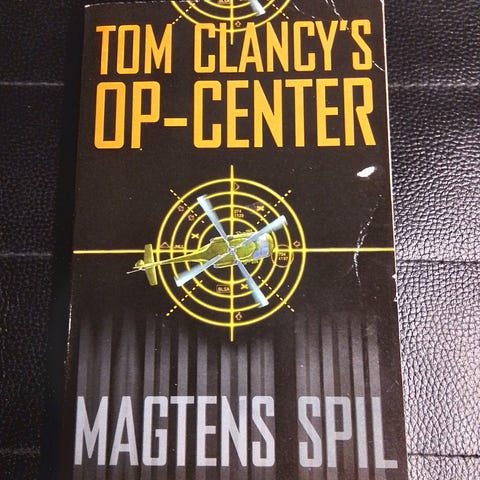 TOM CLANCY'S
OP-CENTER
MAGTENS SPIL